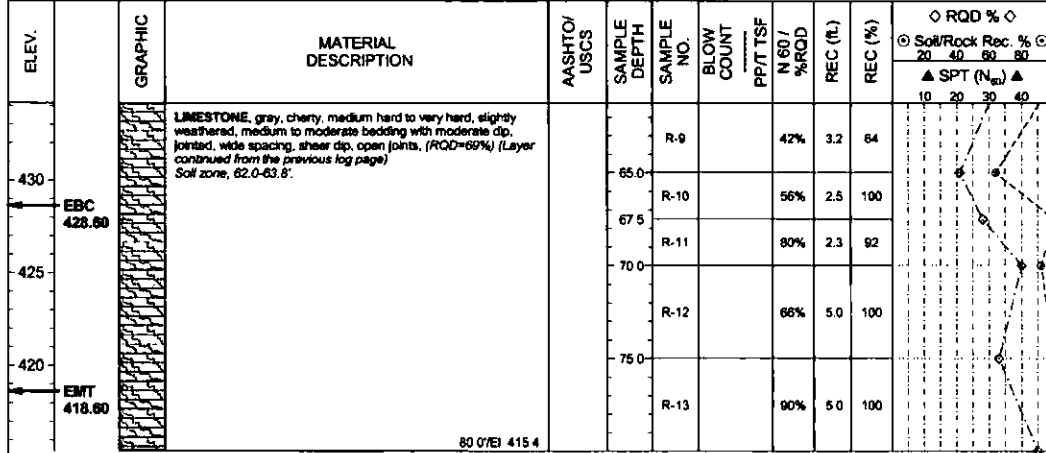 ELEV.
GRAPHIC
MATERIAL
DESCRIPTION
AASHTO/
USCS
SAMPLE
DEPTH
SAMPLE
NO.
BLOW
COUNT
PP/T TSF
N 60 /
%RQD
REC (ft.)
REC (%)
◇ RQD % ◇
⊙ Soil/Rock Rec. % ⊙
20 40 60 80
▲ SPT (N60) ▲
10 20 30 40
LIMESTONE, gray, cherty, medium hard to very hard, slightly
weathered, medium to moderate bedding with moderate dip,
jointed, wide spacing, shear dip, open joints, (RQD=69%) (Layer
continued from the previous log page)
Soil zone, 62.0-63.8'.
R-9 42% 3.2 64
430
65.0
EBC
428.60
R-10 56% 2.5 100
67 5
R-11 80% 2.3 92
425
70 0
R-12 66% 5.0 100
75 0
420
EMT
418.60
R-13 90% 5 0 100
80 0'/El 415 4